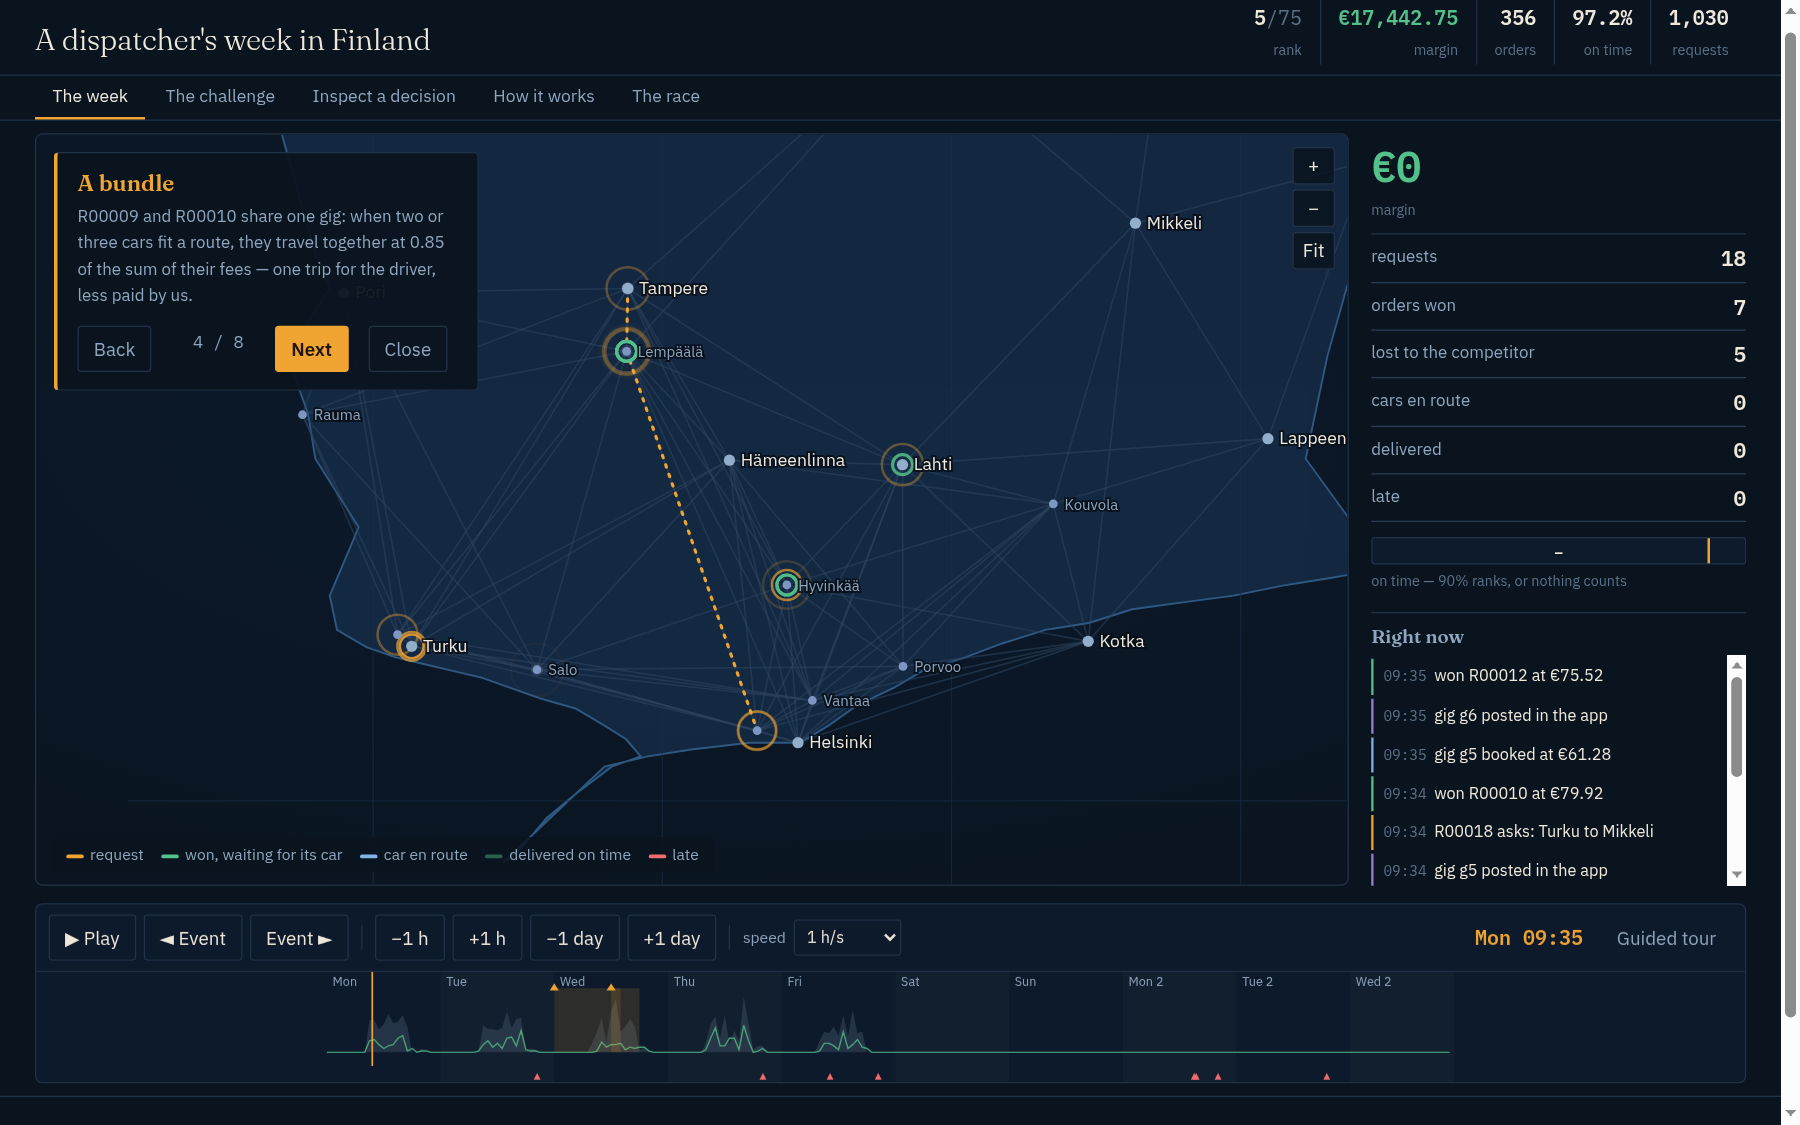 A dispatcher's week in Finland
5/75
rank
€17,442.75
margin
356
orders
97.2%
on time
1,030
requests
The week
The challenge
Inspect a decision
How it works
The race
A bundle
R00009 and R00010 share one gig: when two or
three cars fit a route, they travel together at 0.85
of the sum of their fees — one trip for the driver,
less paid by us.
Back
4 / 8
Next
Close
+
−
Fit
Pori
Mikkeli
Tampere
Lempäälä
Rauma
Lappeen
Hämeenlinna
Lahti
Kouvola
Hyvinkää
Turku
Kotka
Salo
Porvoo
Vantaa
Helsinki
request
won, waiting for its car
car en route
delivered on time
late
€0
margin
requests 18
orders won 7
lost to the competitor 5
cars en route 0
delivered 0
late 0
–
on time — 90% ranks, or nothing counts
Right now
09:35 won R00012 at €75.52
09:35 gig g6 posted in the app
09:35 gig g5 booked at €61.28
09:34 won R00010 at €79.92
09:34 R00018 asks: Turku to Mikkeli
09:34 gig g5 posted in the app
▶ Play
◄ Event
Event ►
−1 h
+1 h
−1 day
+1 day
speed
1 h/s
Mon 09:35
Guided tour
Mon
Tue
Wed
Thu
Fri
Sat
Sun
Mon 2
Tue 2
Wed 2